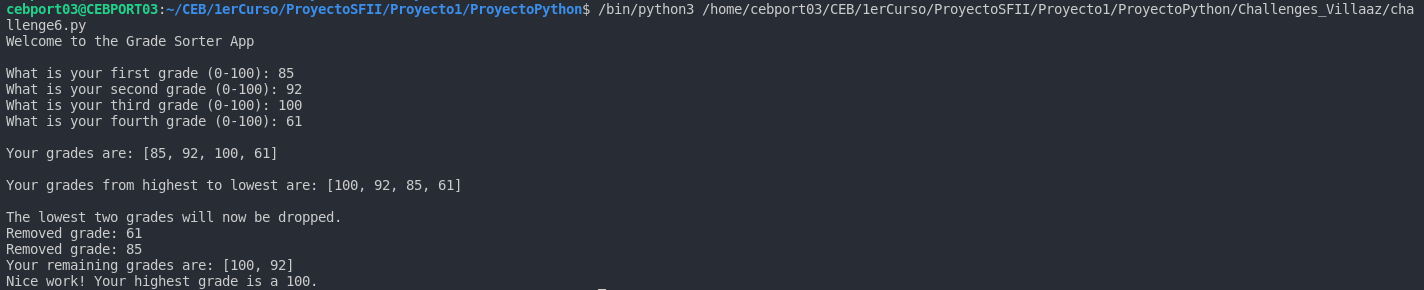 cebport03@CEBPORT03:~/CEB/1erCurso/ProyectoSFII/Proyecto1/ProyectoPython$ /bin/python3 /home/cebport03/CEB/1erCurso/ProyectoSFII/Proyecto1/ProyectoPython/Challenges_Villaaz/cha
llenge6.py
Welcome to the Grade Sorter App
What is your first grade (0-100): 85
What is your second grade (0-100): 92
What is your third grade (0-100): 100
What is your fourth grade (0-100): 61
Your grades are: [85, 92, 100, 61]
Your grades from highest to lowest are: [100, 92, 85, 61]
The lowest two grades will now be dropped.
Removed grade: 61
Removed grade: 85
Your remaining grades are: [100, 92]
Nice work! Your highest grade is a 100.